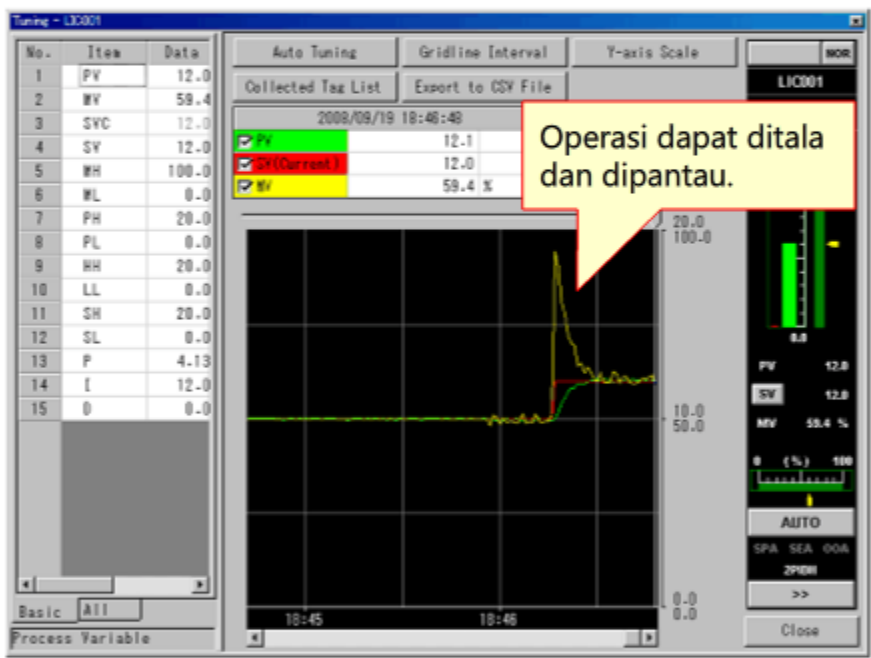 Tuning - LIC001
No. Item Data
1 PV 12.0
2 MV 59.4
3 SVC 12.0
4 SV 12.0
5 MH 100.0
6 ML 0.0
7 PH 20.0
8 PL 0.0
9 HH 20.0
10 LL 0.0
11 SH 20.0
12 SL 0.0
13 P 4.13
14 I 12.0
15 D 0.0
Basic All
Process Variable
Auto Tuning Gridline Interval Y-axis Scale
Collected Tag List Export to CSV File
2008/09/19 18:46:48
PV 12.1
SV(Current) 12.0
MV 59.4 %
Operasi dapat ditala
dan dipantau.
20.0
100.0
10.0
50.0
0.0
0.0
18:45 18:46
NOR
LIC001
0.0
PV 12.0
SV 12.0
MV 59.4 %
0 (%) 100
AUTO
SPA SEA OOA
2PIDH
>>
Close